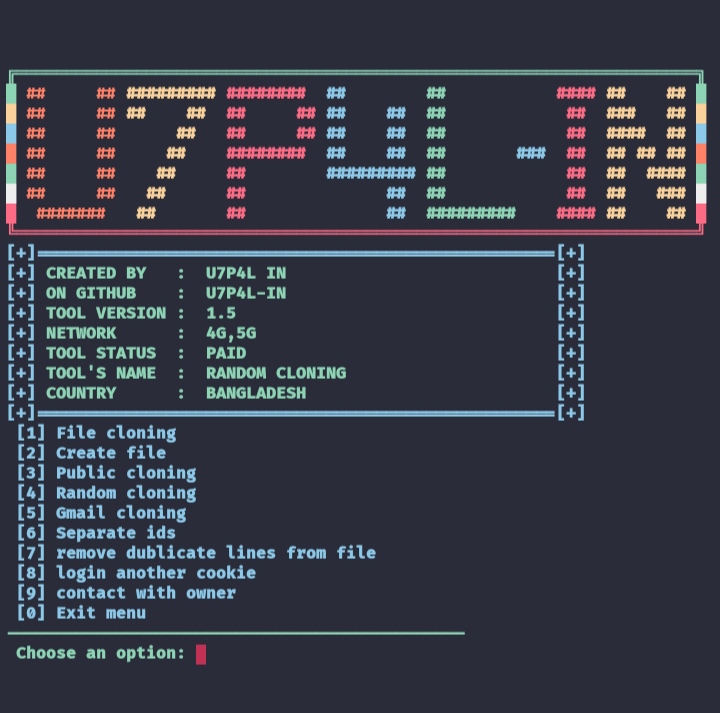 U7P4L-IN
[+]══════════════════════════════[+]
[+] CREATED BY : U7P4L IN [+]
[+] ON GITHUB : U7P4L-IN [+]
[+] TOOL VERSION : 1.5 [+]
[+] NETWORK : 4G,5G [+]
[+] TOOL STATUS : PAID [+]
[+] TOOL'S NAME : RANDOM CLONING [+]
[+] COUNTRY : BANGLADESH [+]
[+]══════════════════════════════[+]
[1] File cloning
[2] Create file
[3] Public cloning
[4] Random cloning
[5] Gmail cloning
[6] Separate ids
[7] remove dublicate lines from file
[8] login another cookie
[9] contact with owner
[0] Exit menu
Choose an option: